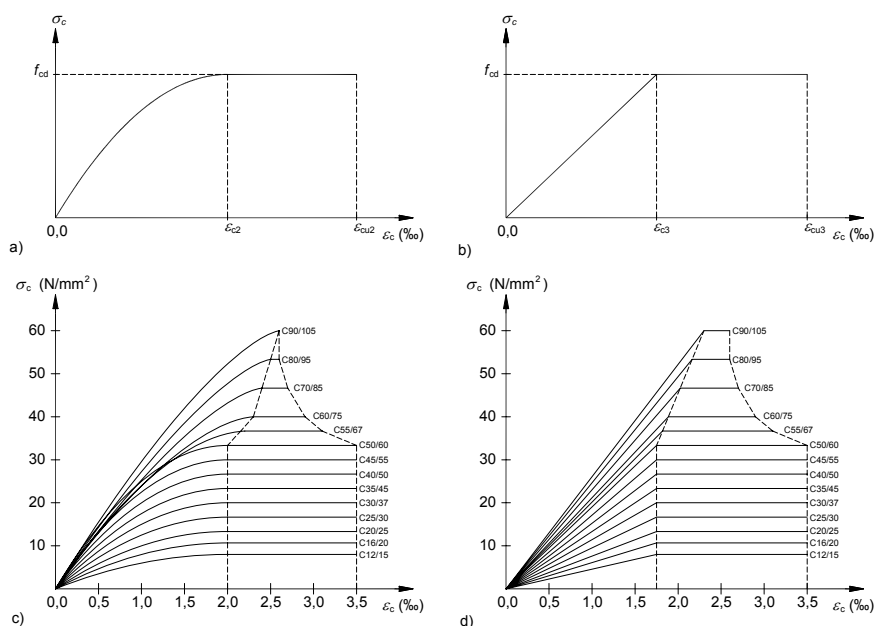 σc
fcd
0,0
εc2
εcu2
εc (‰)
a)
σc
fcd
0,0
εc3
εcu3
εc (‰)
b)
σc (N/mm²)
60
50
40
30
20
10
C90/105
C80/95
C70/85
C60/75
C55/67
C50/60
C45/55
C40/50
C35/45
C30/37
C25/30
C20/25
C16/20
C12/15
0,0 0,5 1,0 1,5 2,0 2,5 3,0 3,5 εc (‰)
c)
σc (N/mm²)
60
50
40
30
20
10
C90/105
C80/95
C70/85
C60/75
C55/67
C50/60
C45/55
C40/50
C35/45
C30/37
C25/30
C20/25
C16/20
C12/15
0,0 0,5 1,0 1,5 2,0 2,5 3,0 3,5 εc (‰)
d)